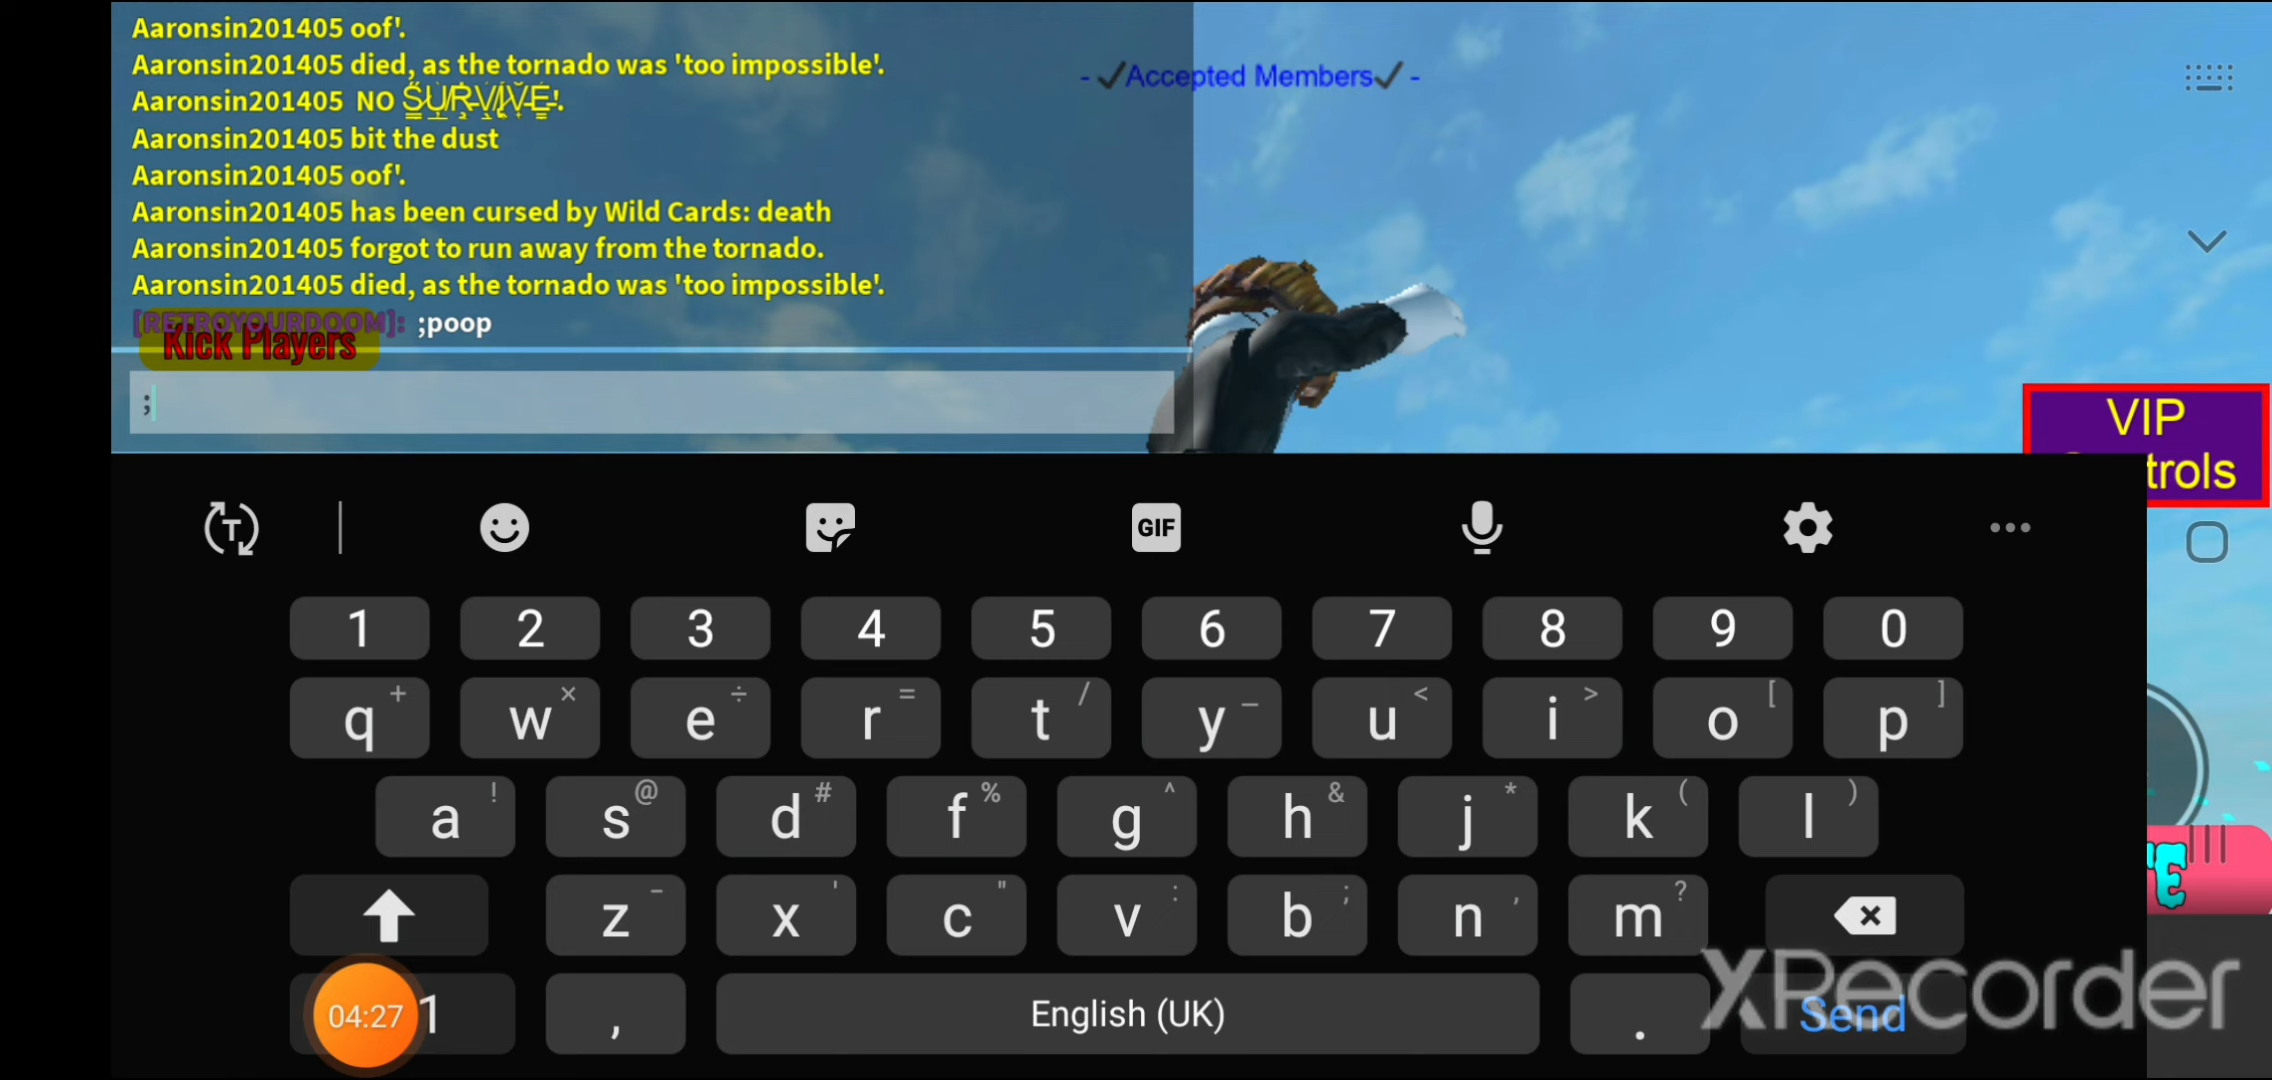 Aaronsin201405 oof'.
Aaronsin201405 died, as the tornado was 'too impossible'.
- ✓Accepted Members✓ -
Aaronsin201405 NO SURVIVE'.
Aaronsin201405 bit the dust
Aaronsin201405 oof'.
Aaronsin201405 has been cursed by Wild Cards: death
Aaronsin201405 forgot to run away from the tornado.
Aaronsin201405 died, as the tornado was 'too impossible'.
[RETROYOURDOOM]: ;poop
Kick Players
;
VIP
trols
T
GIF
1 2 3 4 5 6 7 8 9 0
q + w × e ÷ r = t / y _ u < i > o [ p ]
a ! s @ d # f % g ^ h & j * k ( l )
z - x ' c " v : b ; n , m ?
E
04:27 1 , English (UK) . Send
XRecorder